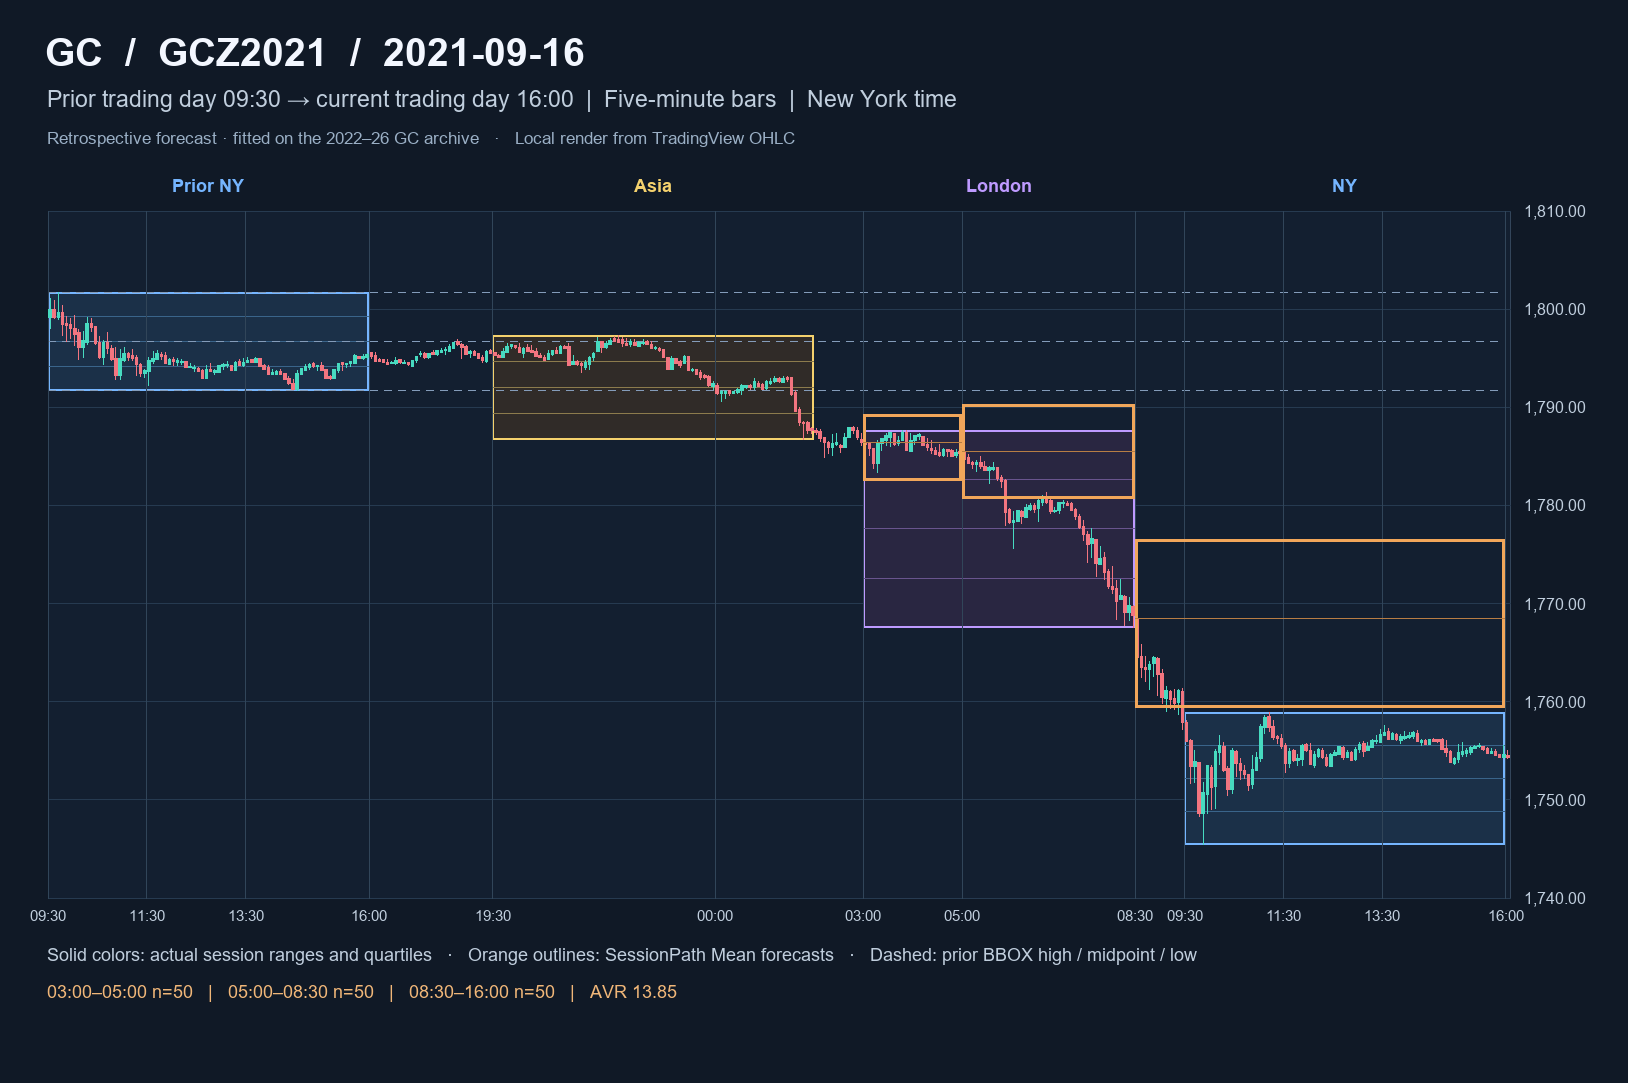 GC / GCZ2021 / 2021-09-16
Prior trading day 09:30 → current trading day 16:00 | Five-minute bars | New York time
Retrospective forecast · fitted on the 2022–26 GC archive · Local render from TradingView OHLC
Prior NY Asia London NY
1,810.00
1,800.00
1,790.00
1,780.00
1,770.00
1,760.00
1,750.00
1,740.00
09:30 11:30 13:30 16:00 19:30 00:00 03:00 05:00 08:30 09:30 11:30 13:30 16:00
Solid colors: actual session ranges and quartiles · Orange outlines: SessionPath Mean forecasts · Dashed: prior BBOX high / midpoint / low
03:00–05:00 n=50 | 05:00–08:30 n=50 | 08:30–16:00 n=50 | AVR 13.85